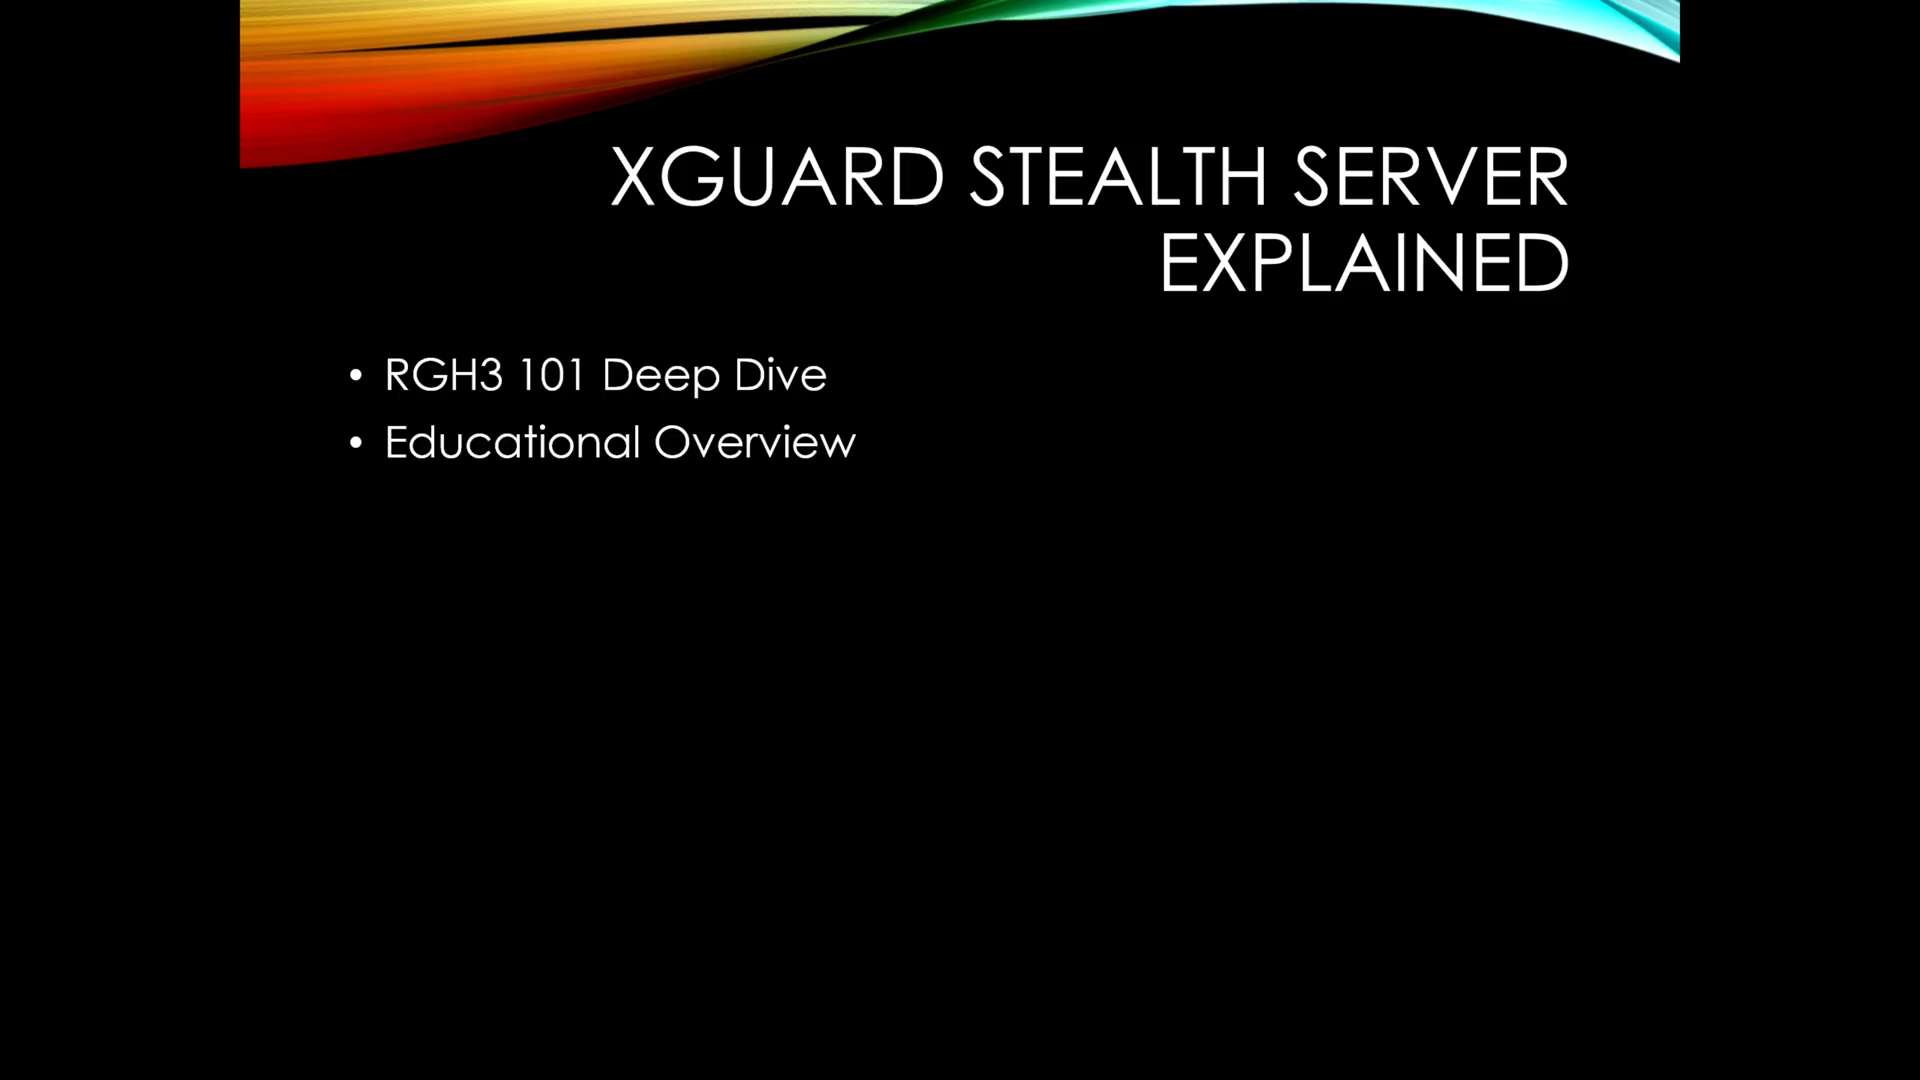 XGUARD STEALTH SERVER
EXPLAINED
• RGH3 101 Deep Dive
• Educational Overview